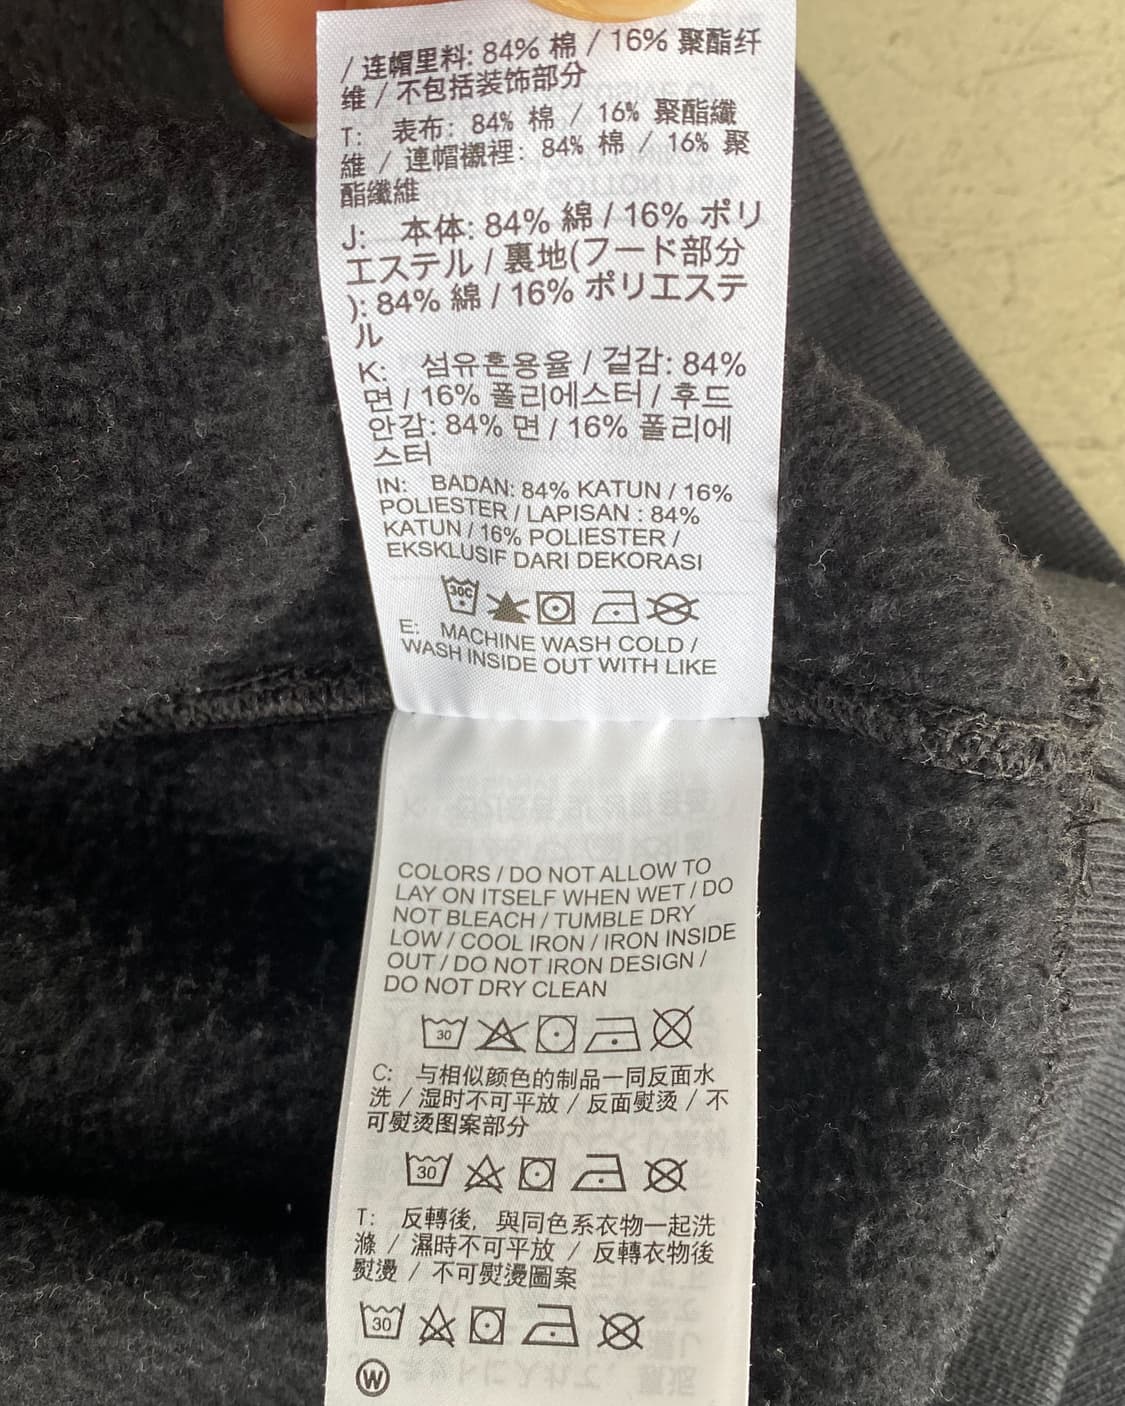 / 连帽里料: 84% 棉 / 16% 聚酯纤
维 / 不包括装饰部分
T: 表布: 84% 棉 / 16% 聚酯纖
維 / 連帽襯裡: 84% 棉 / 16% 聚
酯纖維
J: 本体: 84% 綿 / 16% ポリ
エステル / 裏地(フード部分
): 84% 綿 / 16% ポリエステ
ル
K: 섬유혼용율 / 겉감: 84%
면 / 16% 폴리에스터 / 후드
안감: 84% 면 / 16% 폴리에
스터
IN: BADAN: 84% KATUN / 16%
POLIESTER / LAPISAN : 84%
KATUN / 16% POLIESTER /
EKSKLUSIF DARI DEKORASI
30C
E: MACHINE WASH COLD /
WASH INSIDE OUT WITH LIKE
COLORS / DO NOT ALLOW TO
LAY ON ITSELF WHEN WET / DO
NOT BLEACH / TUMBLE DRY
LOW / COOL IRON / IRON INSIDE
OUT / DO NOT IRON DESIGN /
DO NOT DRY CLEAN
30
C: 与相似颜色的制品一同反面水
洗 / 湿时不可平放 / 反面熨烫 / 不
可熨烫图案部分
30
T: 反轉後, 與同色系衣物一起洗
滌 / 濕時不可平放 / 反轉衣物後
熨燙 / 不可熨燙圖案
30
W